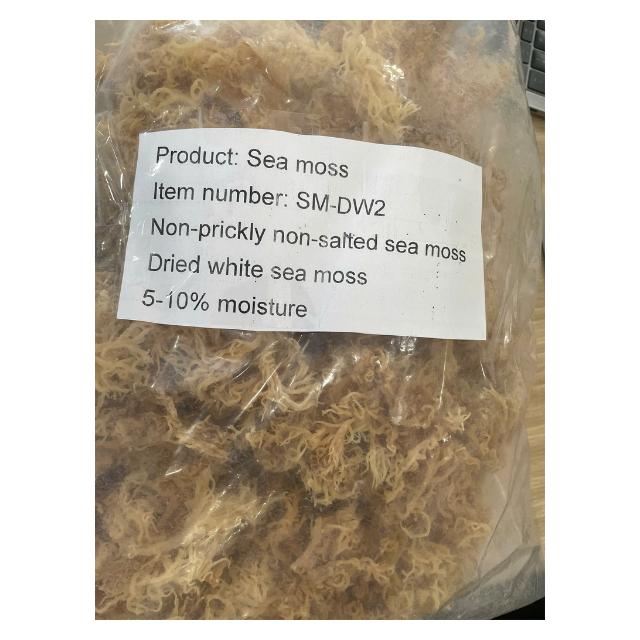 Product: Sea moss
Item number: SM-DW2
Non-prickly non-salted sea moss
Dried white sea moss
5-10% moisture